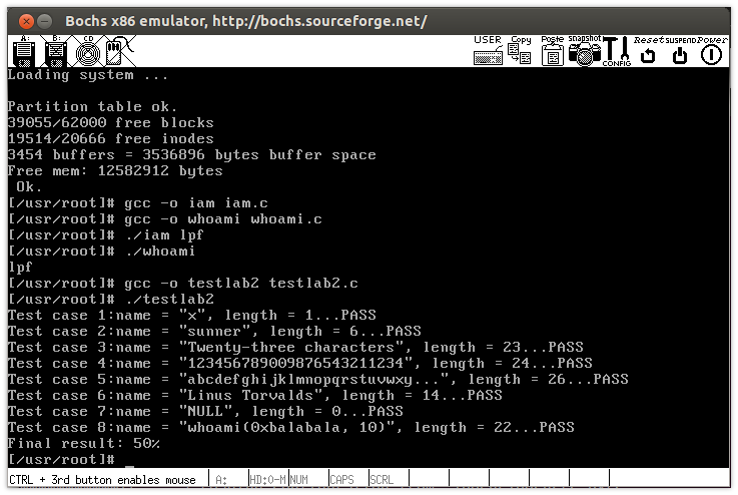 Bochs x86 emulator, http://bochs.sourceforge.net/
A: B: CD USER Copy Paste snapshot CONFIG Reset SUSPEND Power
Loading system ...
Partition table ok.
39055/62000 free blocks
19514/20666 free inodes
3454 buffers = 3536896 bytes buffer space
Free mem: 12582912 bytes
 Ok.
[/usr/root]# gcc -o iam iam.c
[/usr/root]# gcc -o whoami whoami.c
[/usr/root]# ./iam lpf
[/usr/root]# ./whoami
lpf
[/usr/root]# gcc -o testlab2 testlab2.c
[/usr/root]# ./testlab2
Test case 1:name = "x", length = 1...PASS
Test case 2:name = "sunner", length = 6...PASS
Test case 3:name = "Twenty-three characters", length = 23...PASS
Test case 4:name = "123456789009876543211234", length = 24...PASS
Test case 5:name = "abcdefghijklmnopqrstuvwxy...", length = 26...PASS
Test case 6:name = "Linus Torvalds", length = 14...PASS
Test case 7:name = "NULL", length = 0...PASS
Test case 8:name = "whoami(0xbalabala, 10)", length = 22...PASS
Final result: 50%
[/usr/root]# _
CTRL + 3rd button enables mouse A: HD:0-M NUM CAPS SCRL